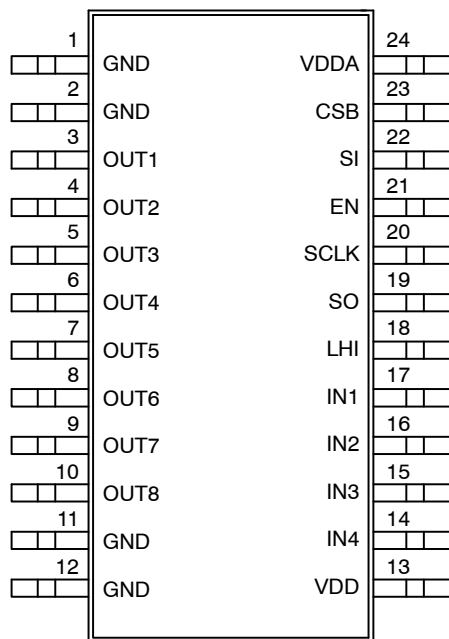 1 24
GND VDDA
2 23
GND CSB
3 22
OUT1 SI
4 21
OUT2 EN
5 20
OUT3 SCLK
6 19
OUT4 SO
7 18
OUT5 LHI
8 17
OUT6 IN1
9 16
OUT7 IN2
10 15
OUT8 IN3
11 14
GND IN4
12 13
GND VDD